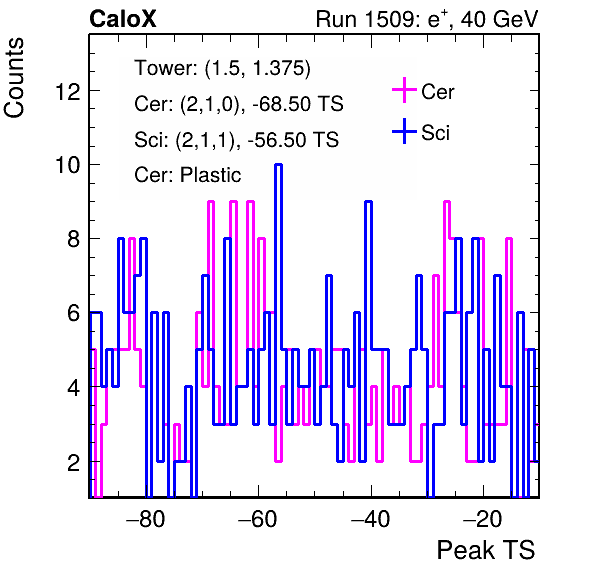 CaloX Run 1509: e⁺, 40 GeV
Counts
Tower: (1.5, 1.375)
Cer: (2,1,0), -68.50 TS
Sci: (2,1,1), -56.50 TS
Cer: Plastic
Cer
Sci
12
10
8
6
4
2
−80 −60 −40 −20
Peak TS